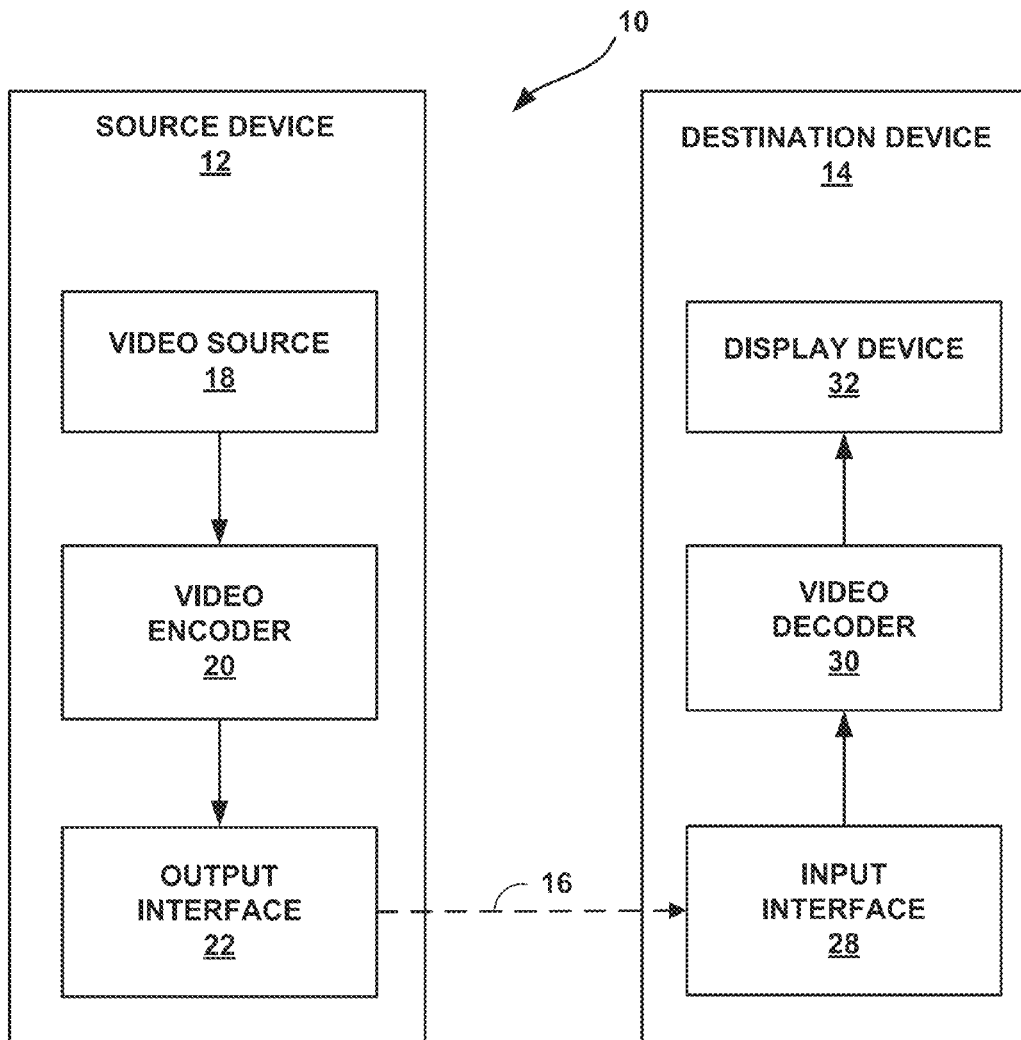 10
SOURCE DEVICE
12
VIDEO SOURCE
18
VIDEO
ENCODER
20
OUTPUT
INTERFACE
22
16
DESTINATION DEVICE
14
DISPLAY DEVICE
32
VIDEO
DECODER
30
INPUT
INTERFACE
28